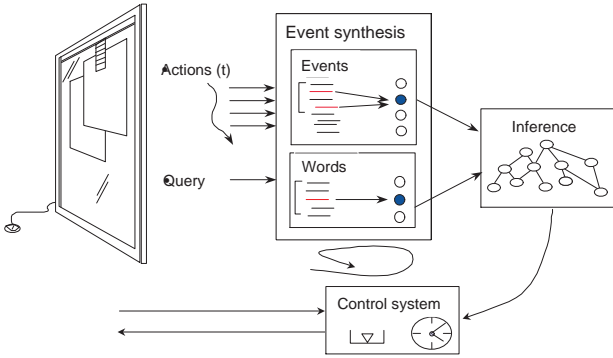 Event synthesis
Events
Actions (t)
Inference
Words
Query
Control system